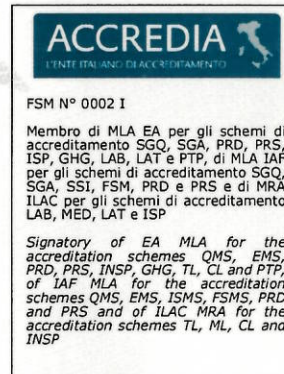 ACCREDIA
L'ENTE ITALIANO DI ACCREDITAMENTO
FSM N° 0002 I
Membro di MLA EA per gli schemi di
accreditamento SGQ, SGA, PRD, PRS,
ISP, GHG, LAB, LAT e PTP, di MLA IAF
per gli schemi di accreditamento SGQ,
SGA, SSI, FSM, PRD e PRS e di MRA
ILAC per gli schemi di accreditamento
LAB, MED, LAT e ISP
Signatory of EA MLA for the
accreditation schemes QMS, EMS,
PRD, PRS, INSP, GHG, TL, CL and PTP,
of IAF MLA for the accreditation
schemes QMS, EMS, ISMS, FSMS, PRD
and PRS and of ILAC MRA for the
accreditation schemes TL, ML, CL and
INSP